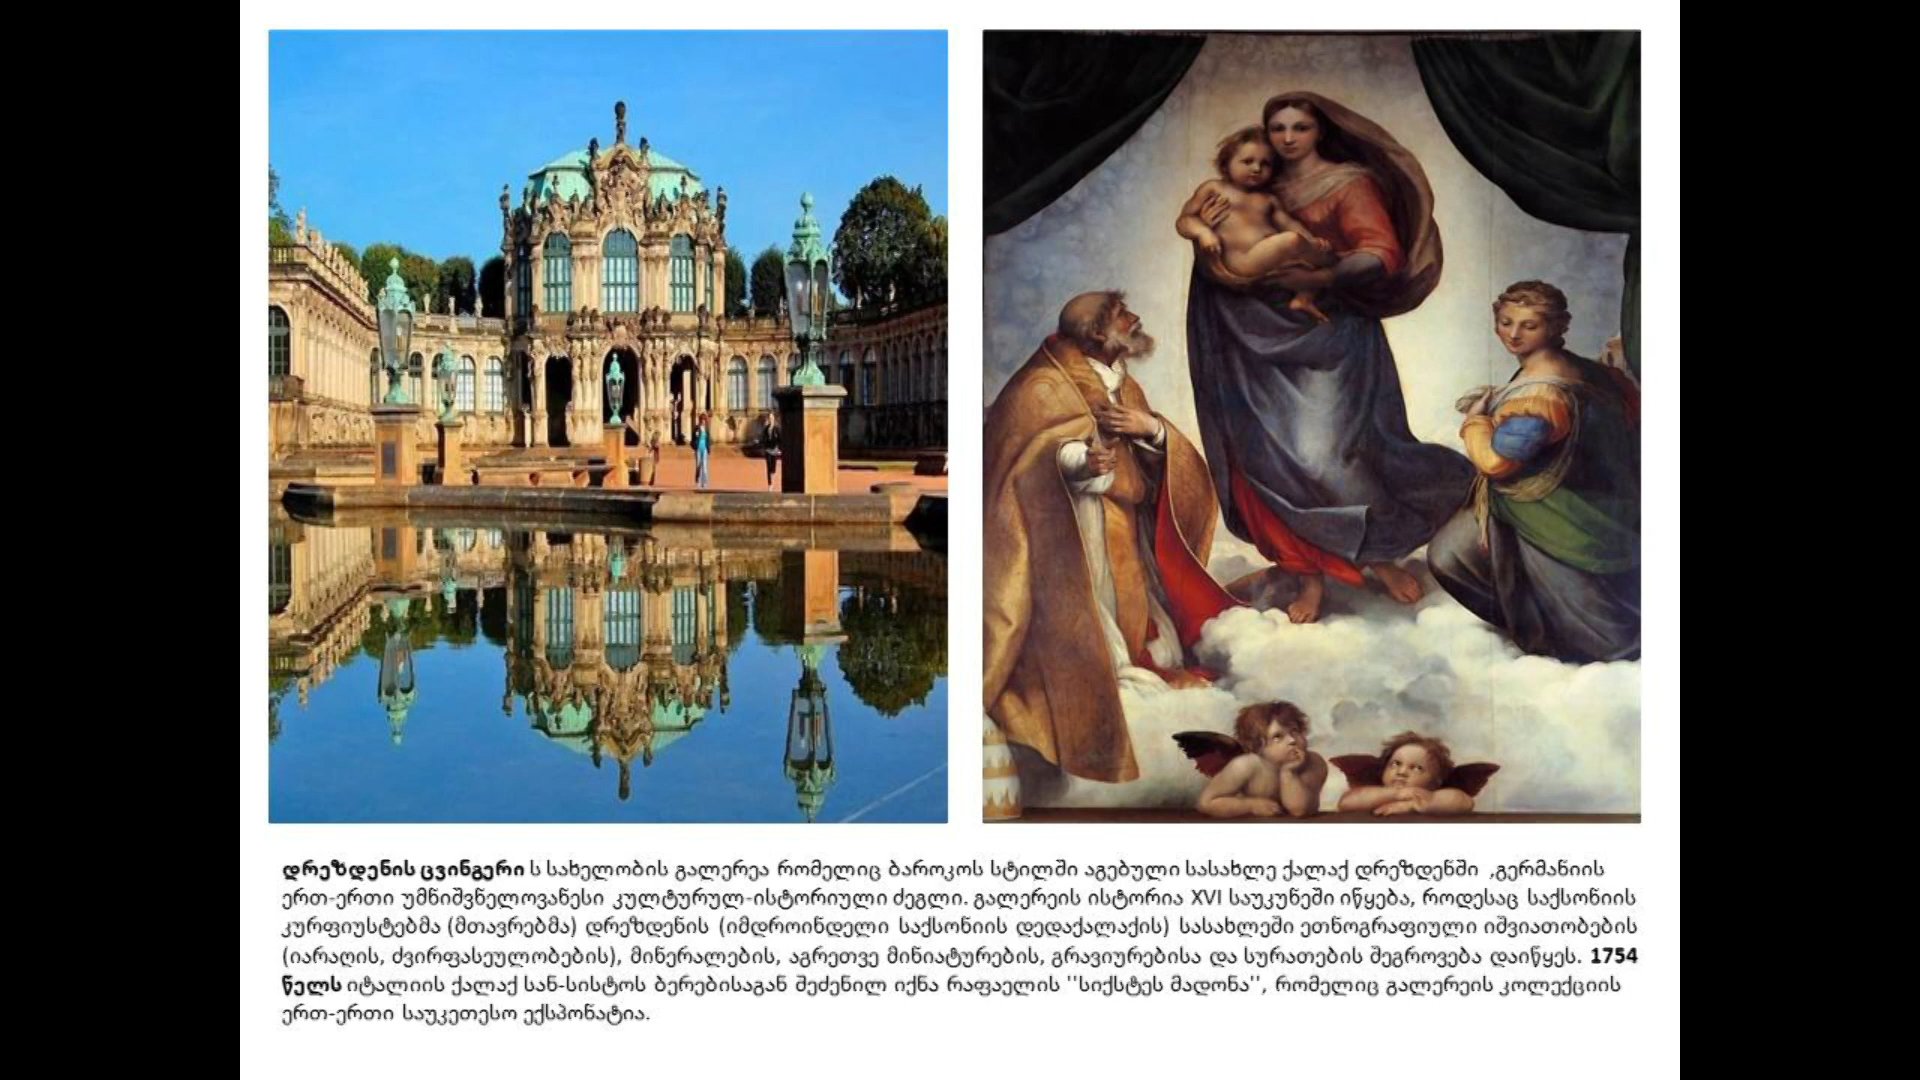 დრეზდენის ცვინგერი ს სახელობის გალერეა რომელიც ბაროკოს სტილში აგებული სასახლე ქალაქ დრეზდენში ,გერმანიის
ერთ-ერთი უმნიშვნელოვანესი კულტურულ-ისტორიული ძეგლი. გალერეის ისტორია XVI საუკუნეში იწყება, როდესაც საქსონიის
კურფიუსტებმა (მთავრებმა) დრეზდენის (იმდროინდელი საქსონიის დედაქალაქის) სასახლეში ეთნოგრაფიული იშვიათობების
(იარაღის, ძვირფასეულობების), მინერალების, აგრეთვე მინიატურების, გრავიურებისა და სურათების შეგროვება დაიწყეს. 1754
წელს იტალიის ქალაქ სან-სისტოს ბერებისაგან შეძენილ იქნა რაფაელის ''სიქსტეს მადონა'', რომელიც გალერეის კოლექციის
ერთ-ერთი საუკეთესო ექსპონატია.